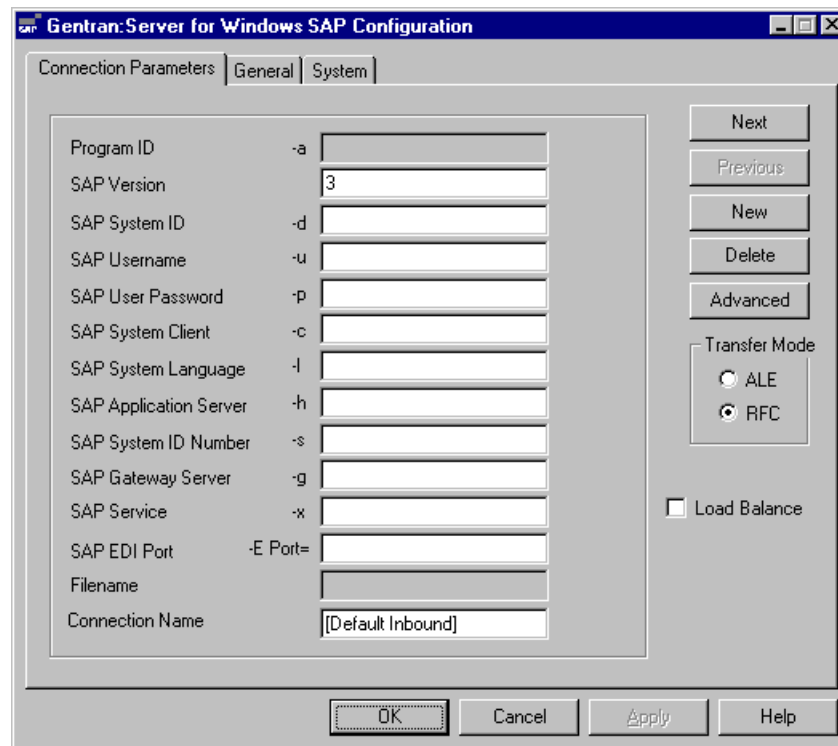 SAP Gentran:Server for Windows SAP Configuration
Connection Parameters General System
Program ID -a
SAP Version 3
SAP System ID -d
SAP Username -u
SAP User Password -p
SAP System Client -c
SAP System Language -l
SAP Application Server -h
SAP System ID Number -s
SAP Gateway Server -g
SAP Service -x
SAP EDI Port -E Port=
Filename
Connection Name [Default Inbound]
Next
Previous
New
Delete
Advanced
Transfer Mode
ALE
RFC
Load Balance
OK Cancel Apply Help